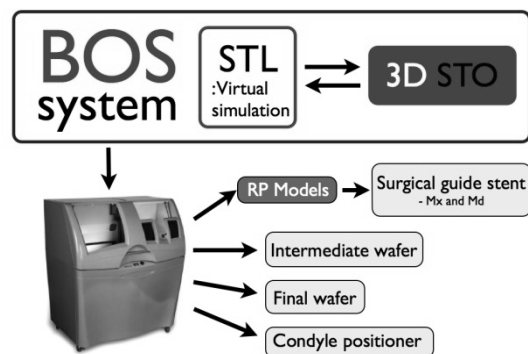 BOS
system
STL
:Virtual
simulation
3D STO
RP Models
Surgical guide stent
- Mx and Md
Intermediate wafer
Final wafer
Condyle positioner